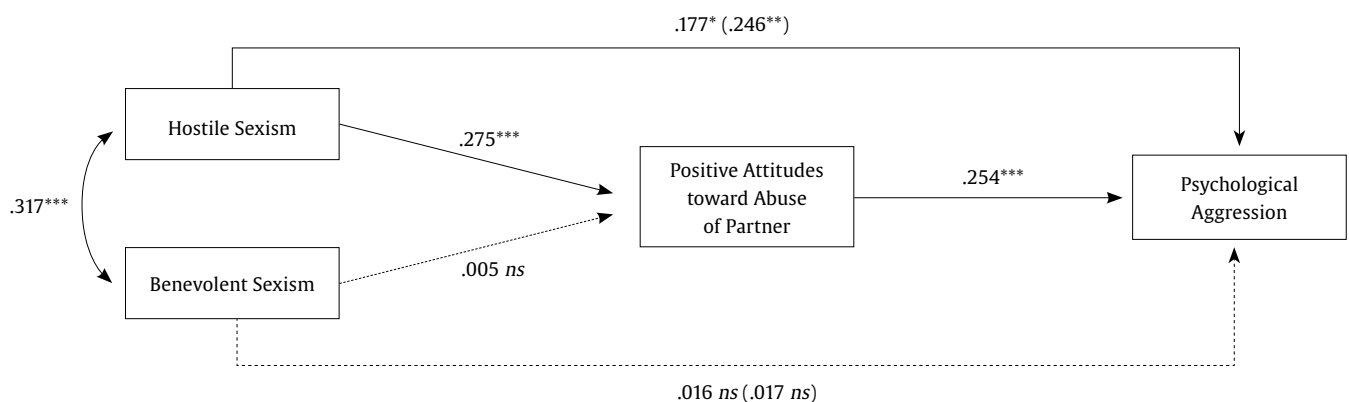 .177* (.246**)
Hostile Sexism
.275***
Positive Attitudes
toward Abuse
of Partner
.254***
Psychological
Aggression
.317***
Benevolent Sexism
.005 ns
.016 ns (.017 ns)